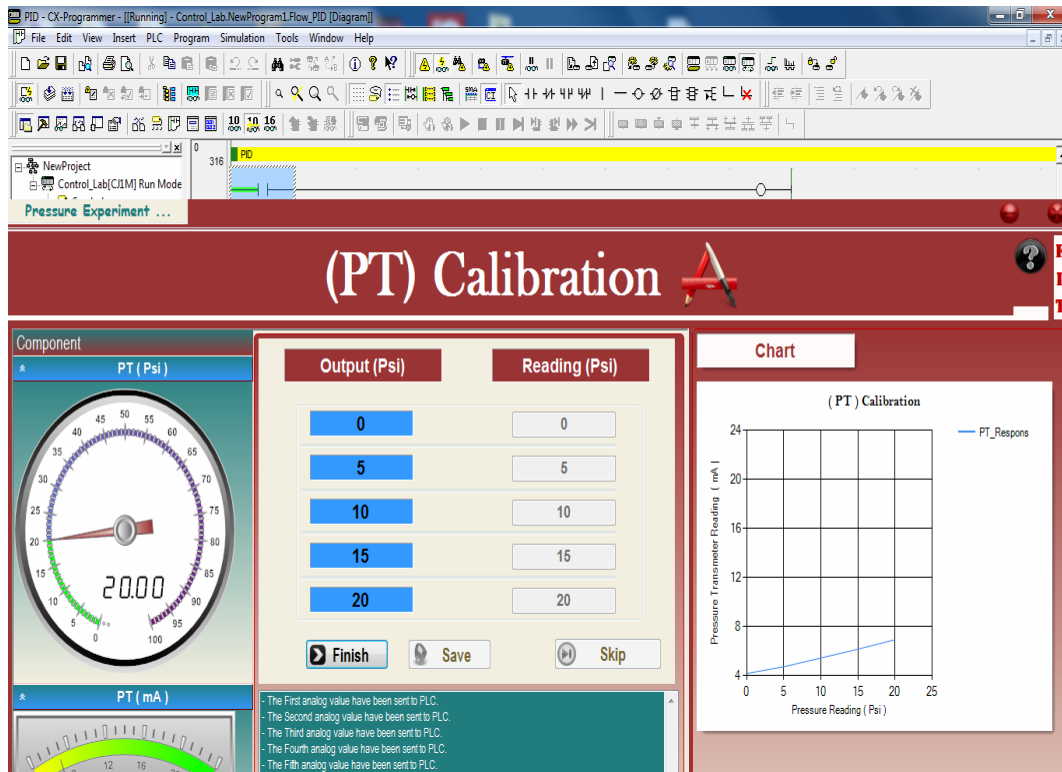 PID - CX-Programmer - [[Running] - Control_Lab.NewProgram1.Flow_PID [Diagram]]
File Edit View Insert PLC Program Simulation Tools Window Help
10 10 16
NewProject
Control_Lab[CJ1M] Run Mode
0
316
PID
Pressure Experiment ...
(PT) Calibration
Component
PT ( Psi )
0 5 10 15 20 25 30 35 40 45 50 55 60 65 70 75 80 85 90 95 100
20.00
PT ( mA )
12 16
Output (Psi) Reading (Psi)
0 0
5 5
10 10
15 15
20 20
Finish Save Skip
- The First analog value have been sent to PLC.
- The Second analog value have been sent to PLC.
- The Third analog value have been sent to PLC.
- The Fourth analog value have been sent to PLC.
- The Fifth analog value have been sent to PLC.
Chart
( PT ) Calibration
PT_Respons
Pressure Transmeter Reading ( mA )
24
20
16
12
8
4
0 5 10 15 20 25
Pressure Reading ( Psi )